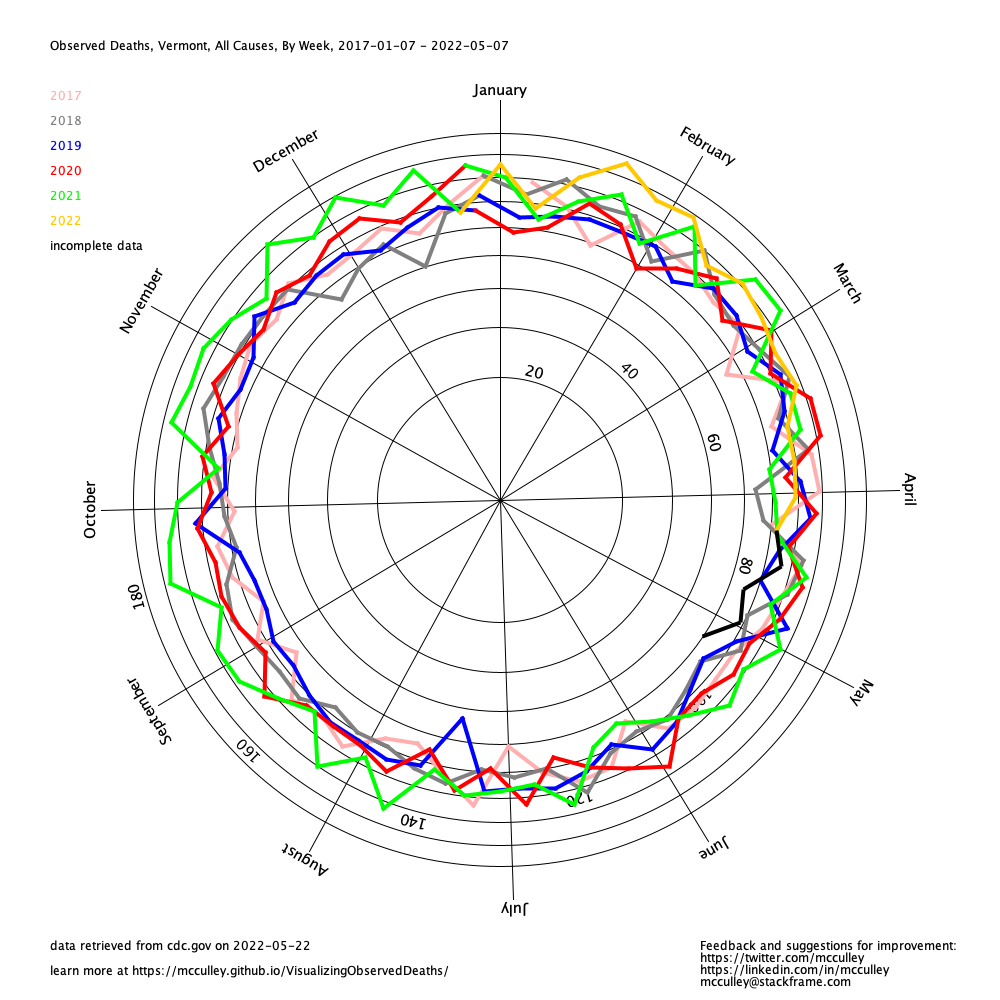 Observed Deaths, Vermont, All Causes, By Week, 2017-01-07 - 2022-05-07
2017
2018
2019
2020
2021
2022
incomplete data
January
February
March
April
May
June
July
August
September
October
November
December
20
40
60
80
120
140
160
180
data retrieved from cdc.gov on 2022-05-22
learn more at https://mcculley.github.io/VisualizingObservedDeaths/
Feedback and suggestions for improvement:
https://twitter.com/mcculley
https://linkedin.com/in/mcculley
mcculley@stackframe.com